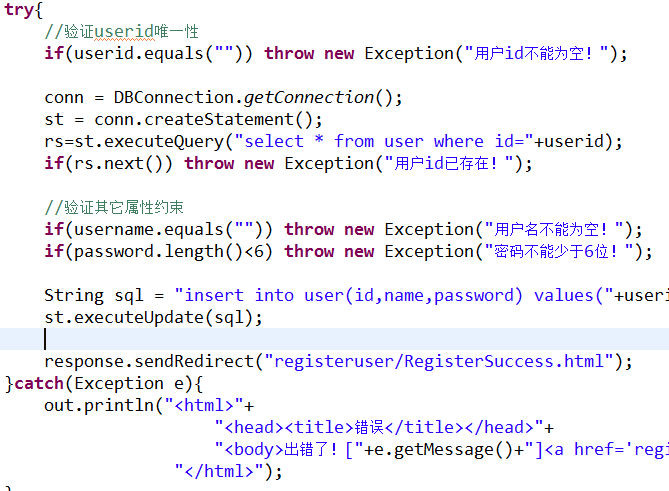 try{
//验证userid唯一性
if(userid.equals("")) throw new Exception("用户id不能为空！");
conn = DBConnection.getConnection();
st = conn.createStatement();
rs=st.executeQuery("select * from user where id="+userid);
if(rs.next()) throw new Exception("用户id已存在！");
//验证其它属性约束
if(username.equals("")) throw new Exception("用户名不能为空！");
if(password.length()<6) throw new Exception("密码不能少于6位！");
String sql = "insert into user(id,name,password) values("+useri
st.executeUpdate(sql);
response.sendRedirect("registeruser/RegisterSuccess.html");
}catch(Exception e){
out.println("<html>"+
"<head><title>错误</title></head>"+
"<body>出错了！["+e.getMessage()+"]<a href='regi
"</html>");